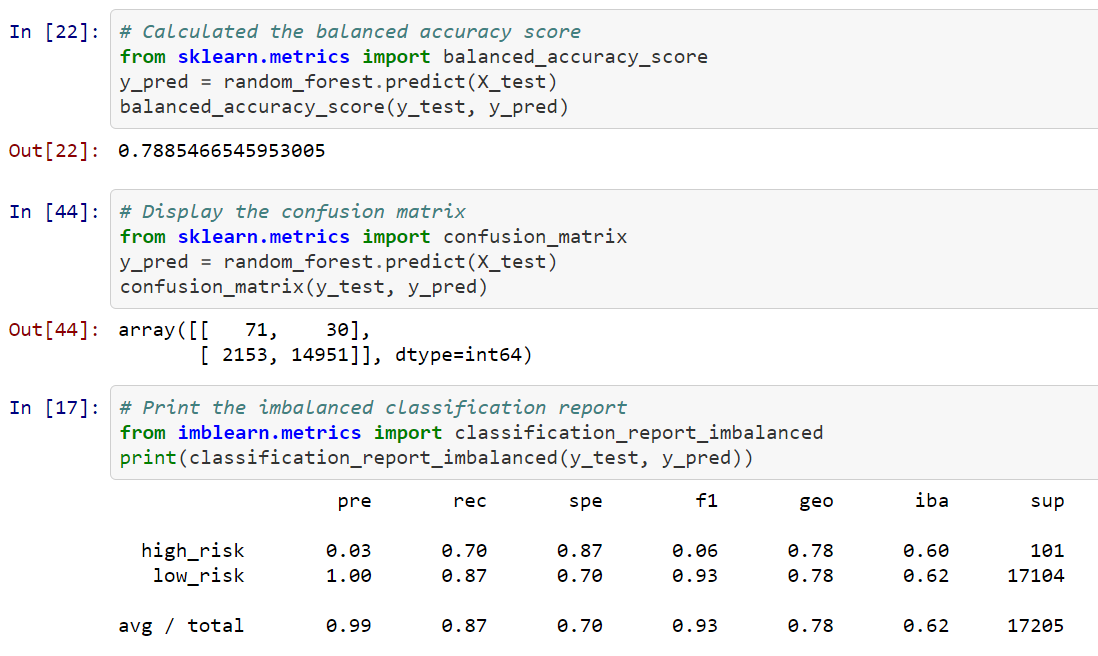 In [22]: # Calculated the balanced accuracy score
from sklearn.metrics import balanced_accuracy_score
y_pred = random_forest.predict(X_test)
balanced_accuracy_score(y_test, y_pred)
Out[22]: 0.7885466545953005
In [44]: # Display the confusion matrix
from sklearn.metrics import confusion_matrix
y_pred = random_forest.predict(X_test)
confusion_matrix(y_test, y_pred)
Out[44]: array([[   71,    30],
       [ 2153, 14951]], dtype=int64)
In [17]: # Print the imbalanced classification report
from imblearn.metrics import classification_report_imbalanced
print(classification_report_imbalanced(y_test, y_pred))
pre rec spe f1 geo iba sup
high_risk 0.03 0.70 0.87 0.06 0.78 0.60 101
low_risk 1.00 0.87 0.70 0.93 0.78 0.62 17104
avg / total 0.99 0.87 0.70 0.93 0.78 0.62 17205